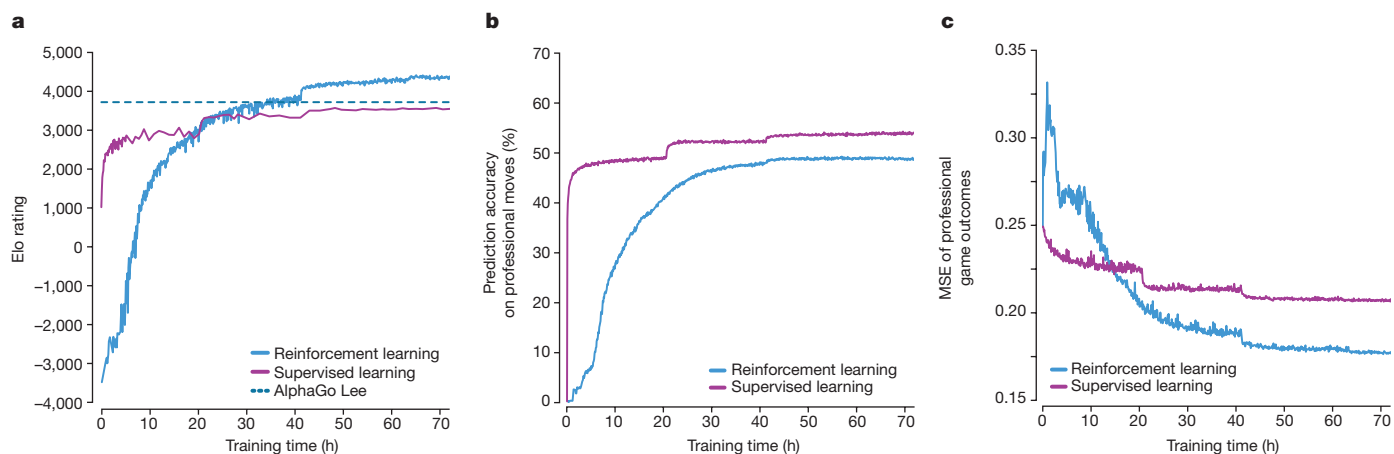 a
5,000
4,000
3,000
2,000
1,000
0
–1,000
–2,000
–3,000
–4,000
Elo rating
0 10 20 30 40 50 60 70
Training time (h)
Reinforcement learning
Supervised learning
AlphaGo Lee
b
70
60
50
40
30
20
10
0
Prediction accuracy
on professional moves (%)
0 10 20 30 40 50 60 70
Training time (h)
Reinforcement learning
Supervised learning
c
0.35
0.30
0.25
0.20
0.15
MSE of professional
game outcomes
0 10 20 30 40 50 60 70
Training time (h)
Reinforcement learning
Supervised learning